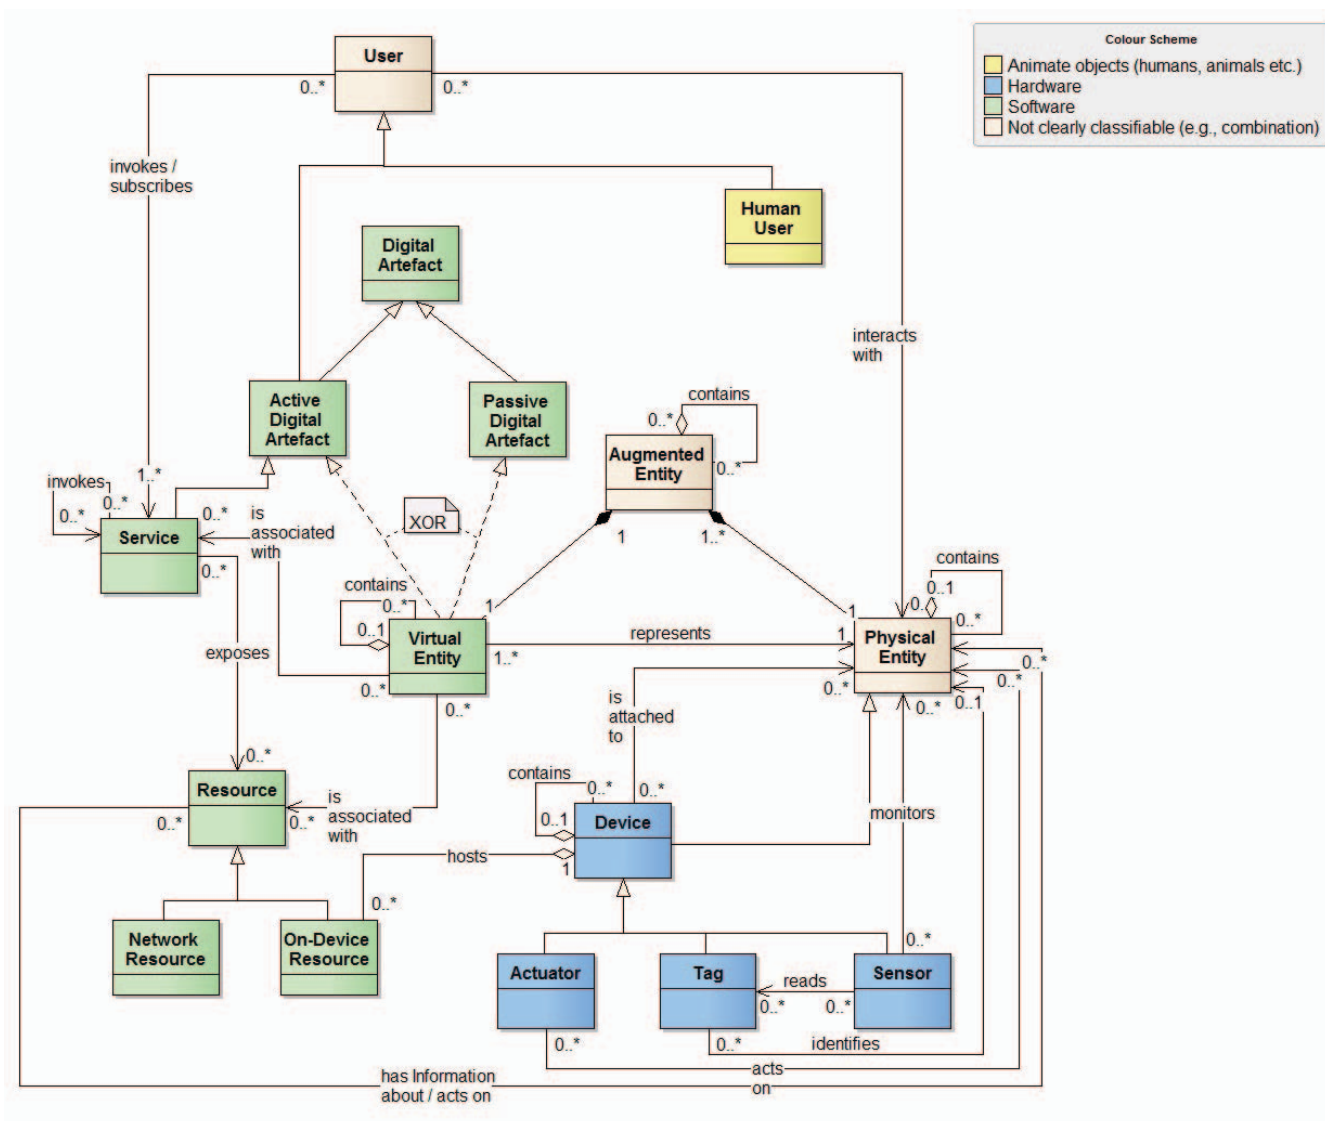 User
0..*
0..*
Colour Scheme
Animate objects (humans, animals etc.)
Hardware
Software
Not clearly classifiable (e.g., combination)
invokes /
subscribes
Human
User
Digital
Artefact
interacts
with
Active
Digital
Artefact
Passive
Digital
Artefact
contains
0..*
Augmented
Entity
0..*
1
1..*
invokes
0..*
0..*
1..*
0..*
Service
0..*
is
associated
with
XOR
contains
0..*
0..1
Virtual
Entity
1
1..*
0..*
0..*
represents
1
1
contains
0..1
0..
0..*
Physical
Entity
0..*
0..*
0..1
0..*
0..*
exposes
0..*
Resource
0..*
0..*
is
associated
with
is
attached
to
contains
0..*
0..*
0..1
Device
1
monitors
hosts
0..*
Network
Resource
On-Device
Resource
0..*
Actuator
Tag
Sensor
reads
0..*
0..*
0..*
0..*
identifies
acts
on
has Information
about / acts on